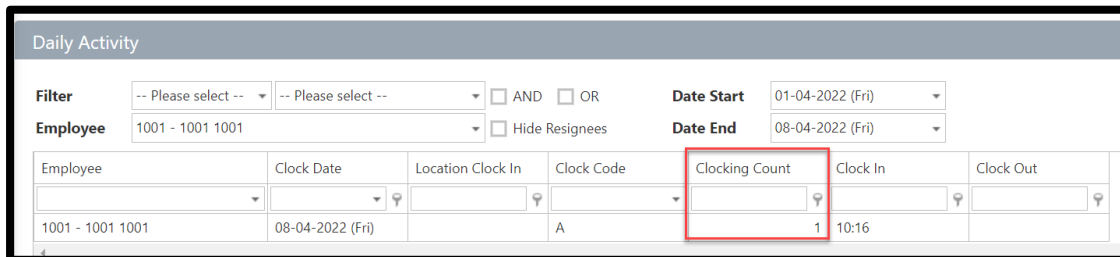 Daily Activity
Filter -- Please select -- -- Please select -- AND OR Date Start 01-04-2022 (Fri)
Employee 1001 - 1001 1001 Hide Resignees Date End 08-04-2022 (Fri)
Employee Clock Date Location Clock In Clock Code Clocking Count Clock In Clock Out
1001 - 1001 1001 08-04-2022 (Fri) A 1 10:16